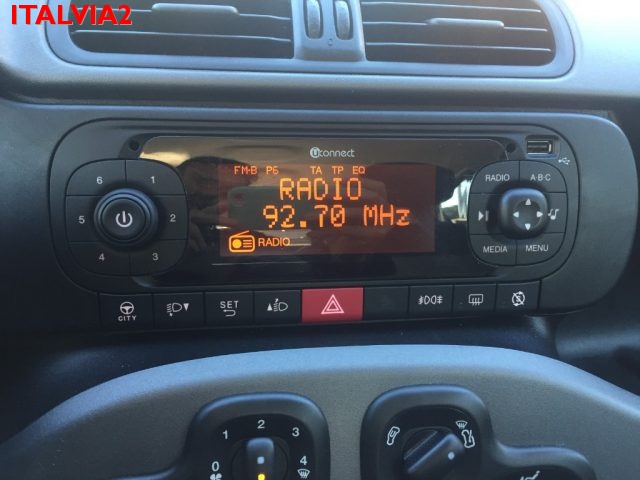 ITALVIA2
uconnect
FM-B P6 TA TP EQ
RADIO
92.70 MHz
RADIO
6 1
5 2
4 3
RADIO A·B·C
MEDIA MENU
CITY
SET
0 1 2 3 4